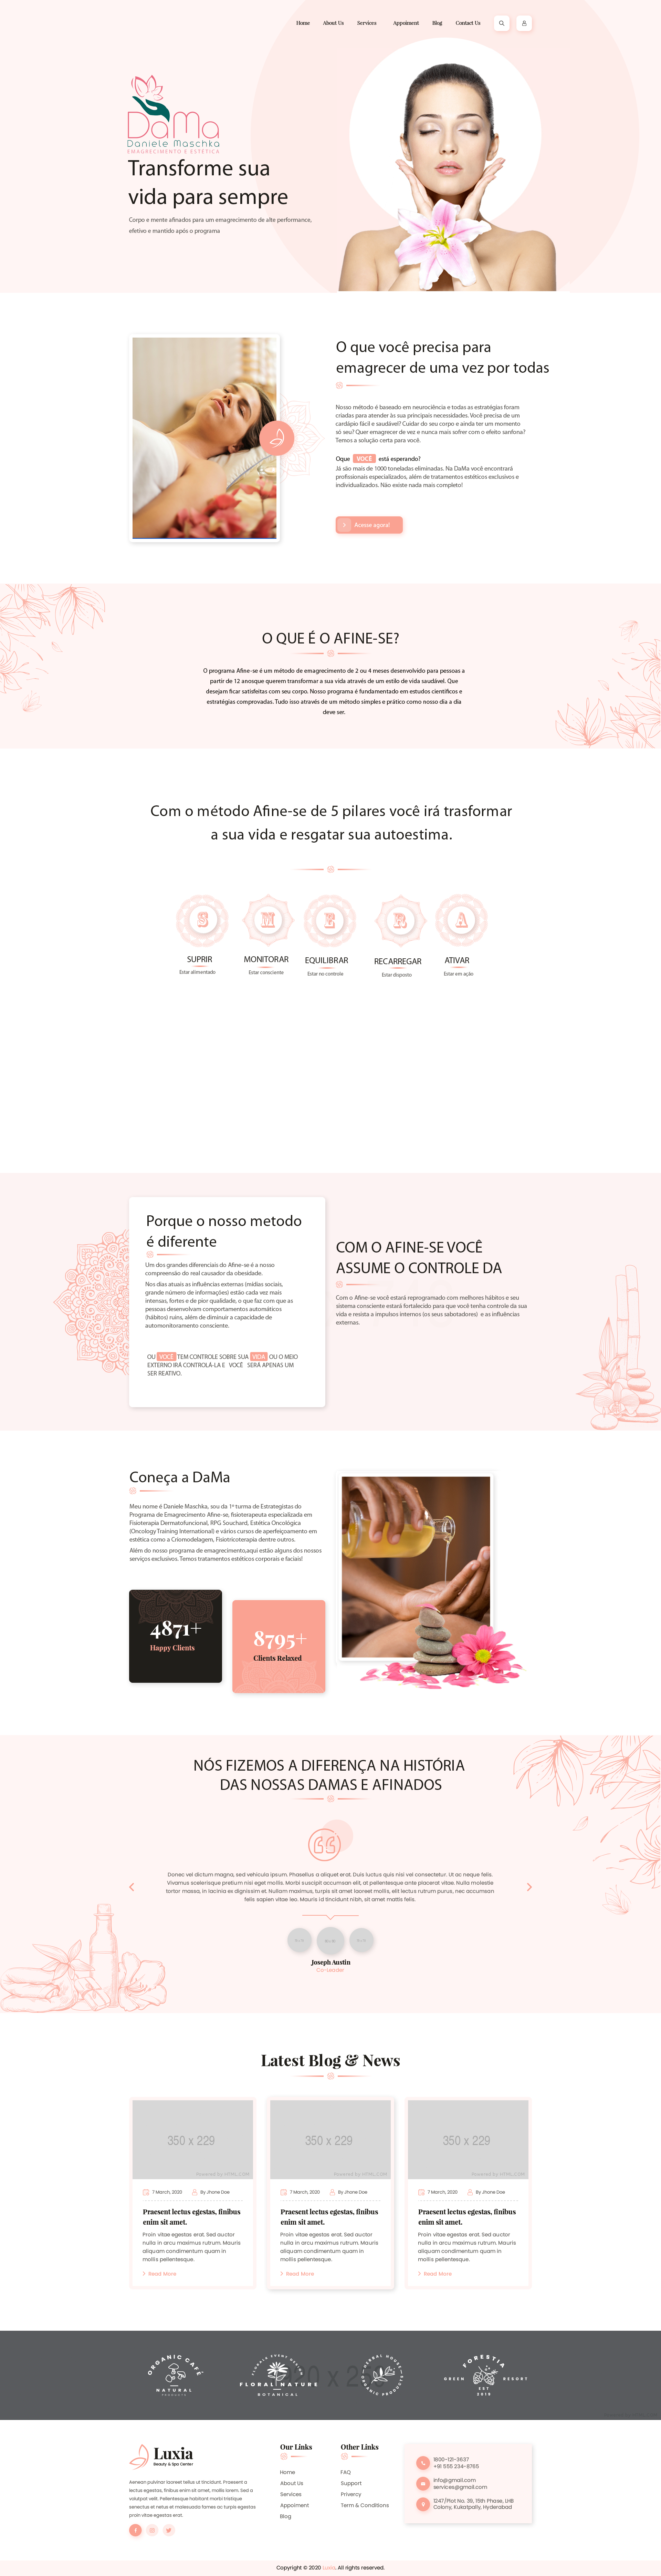 Home About Us Services Appoiment Blog Contact Us
DaMa
Daniele Maschka
EMAGRECIMENTO E ESTÉTICA
Transforme sua
vida para sempre
Corpo e mente afinados para um emagrecimento de alte performance,
efetivo e mantido após o programa
O que você precisa para
emagrecer de uma vez por todas
Nosso método é baseado em neurociência e todas as estratégias foram
criadas para atender às sua principais necessidades. Você precisa de um
cardápio fácil e saudável? Cuidar do seu corpo e ainda ter um momento
só seu? Quer emagrecer de vez e nunca mais sofrer com o efeito sanfona?
Temos a solução certa para você.
Oque VOCÊ está esperando?
Já são mais de 1000 toneladas eliminadas. Na DaMa você encontrará
profissionais especializados, além de tratamentos estéticos exclusivos e
individualizados. Não existe nada mais completo!
Acesse agora!
O QUE É O AFINE-SE?
O programa Afine-se é um método de emagrecimento de 2 ou 4 meses desenvolvido para pessoas a
partir de 12 anosque querem transformar a sua vida através de um estilo de vida saudável. Que
desejam ficar satisfeitas com seu corpo. Nosso programa é fundamentado em estudos científicos e
estratégias comprovadas. Tudo isso através de um método simples e prático como nosso dia a dia
deve ser.
Com o método Afine-se de 5 pilares você irá trasformar
a sua vida e resgatar sua autoestima.
S M E R A
SUPRIR MONITORAR EQUILIBRAR RECARREGAR ATIVAR
Estar alimentado Estar consciente Estar no controle Estar disposto Estar em ação
Porque o nosso metodo
é diferente
Um dos grandes diferenciais do Afine-se é a nosso
compreensão do real causador da obesidade.
Nos dias atuais as influências externas (mídias sociais,
grande número de informações) estão cada vez mais
intensas, fortes e de pior qualidade, o que faz com que as
pessoas desenvolvam comportamentos automáticos
(hábitos) ruins, além de diminuir a capacidade de
automonitoramento consciente.
OU VOCÊ TEM CONTROLE SOBRE SUA VIDA OU O MEIO
EXTERNO IRÁ CONTROLÁ-LA E VOCÊ SERÁ APENAS UM
SER REATIVO.
COM O AFINE-SE VOCÊ
ASSUME O CONTROLE DA
Com o Afine-se você estará reprogramado com melhores hábitos e seu
sistema consciente estará fortalecido para que você tenha controle da sua
vida e resista a impulsos internos (os seus sabotadores) e as influências
externas.
Coneça a DaMa
Meu nome é Daniele Maschka, sou da 1ª turma de Estrategistas do
Programa de Emagrecimento Afine-se, fisioterapeuta especializada em
Fisioterapia Dermatofuncional, RPG Souchard, Estética Oncológica
(Oncology Training International) e vários cursos de aperfeiçoamento em
estética como a Criomodelagem, Fisiotricoterapia dentre outros.
Além do nosso programa de emagrecimento,aqui estão alguns dos nossos
serviços exclusivos. Temos tratamentos estéticos corporais e faciais!
4871+
Happy Clients
8795+
Clients Relaxed
NÓS FIZEMOS A DIFERENÇA NA HISTÓRIA
DAS NOSSAS DAMAS E AFINADOS
Donec vel dictum magna, sed vehicula ipsum. Phasellus a aliquet erat. Duis luctus quis nisi vel consectetur. Ut ac neque felis.
Vivamus scelerisque pretium nisi eget mollis. Morbi suscipit accumsan elit, at pellentesque ante placerat vitae. Nulla molestie
tortor massa, in lacinia ex dignissim et. Nullam maximus, turpis sit amet laoreet mollis, elit lectus rutrum purus, nec accumsan
felis sapien vitae leo. Mauris id tincidunt nibh, sit amet mattis felis.
Joseph Austin
Co-Leader
Latest Blog & News
350 x 229 350 x 229 350 x 229
Powered by HTML.COM Powered by HTML.COM Powered by HTML.COM
7 March, 2020 By Jhone Doe 7 March, 2020 By Jhone Doe 7 March, 2020 By Jhone Doe
Praesent lectus egestas, finibus Praesent lectus egestas, finibus Praesent lectus egestas, finibus
enim sit amet. enim sit amet. enim sit amet.
Proin vitae egestas erat. Sed auctor Proin vitae egestas erat. Sed auctor Proin vitae egestas erat. Sed auctor
nulla in arcu maximus rutrum. Mauris nulla in arcu maximus rutrum. Mauris nulla in arcu maximus rutrum. Mauris
aliquam condimentum quam in aliquam condimentum quam in aliquam condimentum quam in
mollis pellentesque. mollis pellentesque. mollis pellentesque.
Read More Read More Read More
ORGANIC CAFÉ
NATURAL
PRODUCTS
FLORALS EVENT DESIGN
FLORAL NATURE
BOTANICAL
HERBAL HOUSE
ORGANIC PRODUCTS
FORESTIA
GREEN RESORT
EST
2019
Luxia
Beauty & Spa Center
Aenean pulvinar laoreet tellus ut tincidunt. Praesent a
lectus egestas, finibus enim sit amet, mollis lorem. Sed a
volutpat velit. Pellentesque habitant morbi tristique
senectus et netus et malesuada fames ac turpis egestas
proin vitae egestas erat.
Our Links
Home
About Us
Services
Appoiment
Blog
Other Links
FAQ
Support
Privercy
Term & Conditions
1800-121-3637
+91 555 234-8765
info@gmail.com
services@gmail.com
1247/Plot No. 39, 15th Phase, LHB
Colony, Kukatpally, Hyderabad
Copyright © 2020 Luxia. All rights reserved.